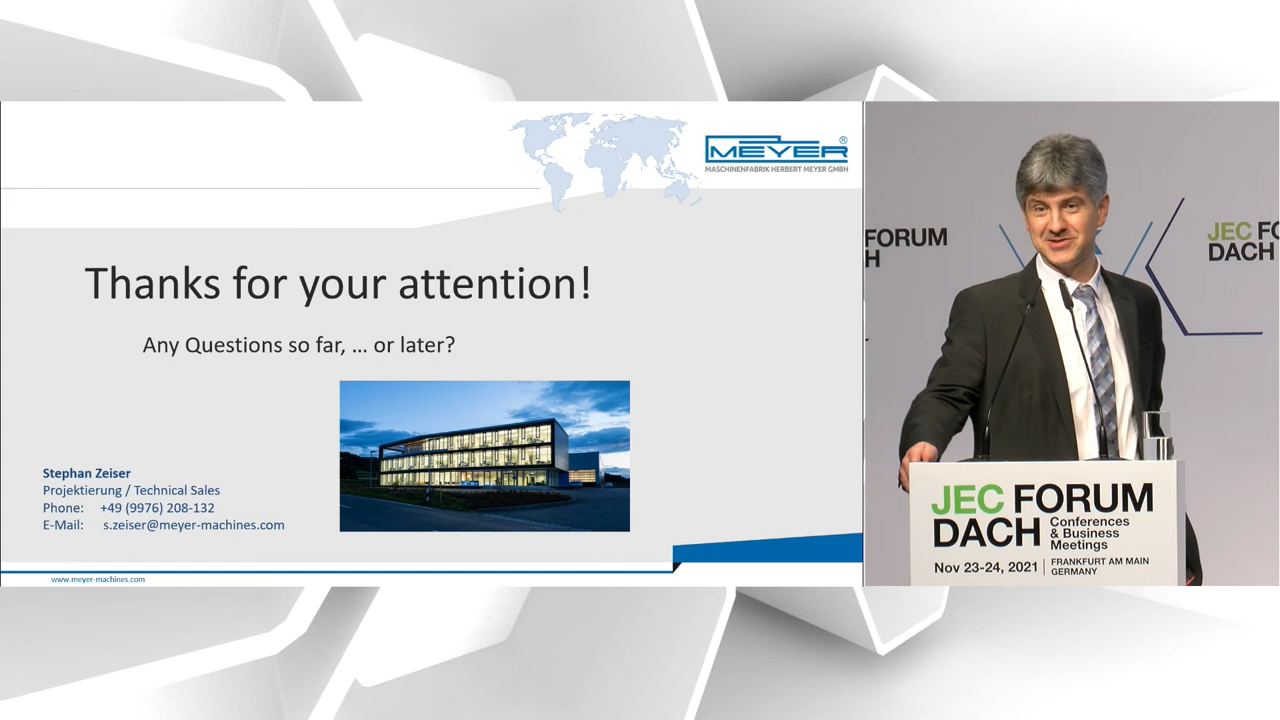 MEYER®
MASCHINENFABRIK HERBERT MEYER GMBH
Thanks for your attention!
Any Questions so far, ... or later?
Stephan Zeiser
Projektierung / Technical Sales
Phone: +49 (9976) 208-132
E-Mail: s.zeiser@meyer-machines.com
www.meyer-machines.com
FORUM
H
JEC FO
DACH
JEC FORUM
DACH Conferences
& Business
Meetings
Nov 23-24, 2021 | FRANKFURT AM MAIN
GERMANY